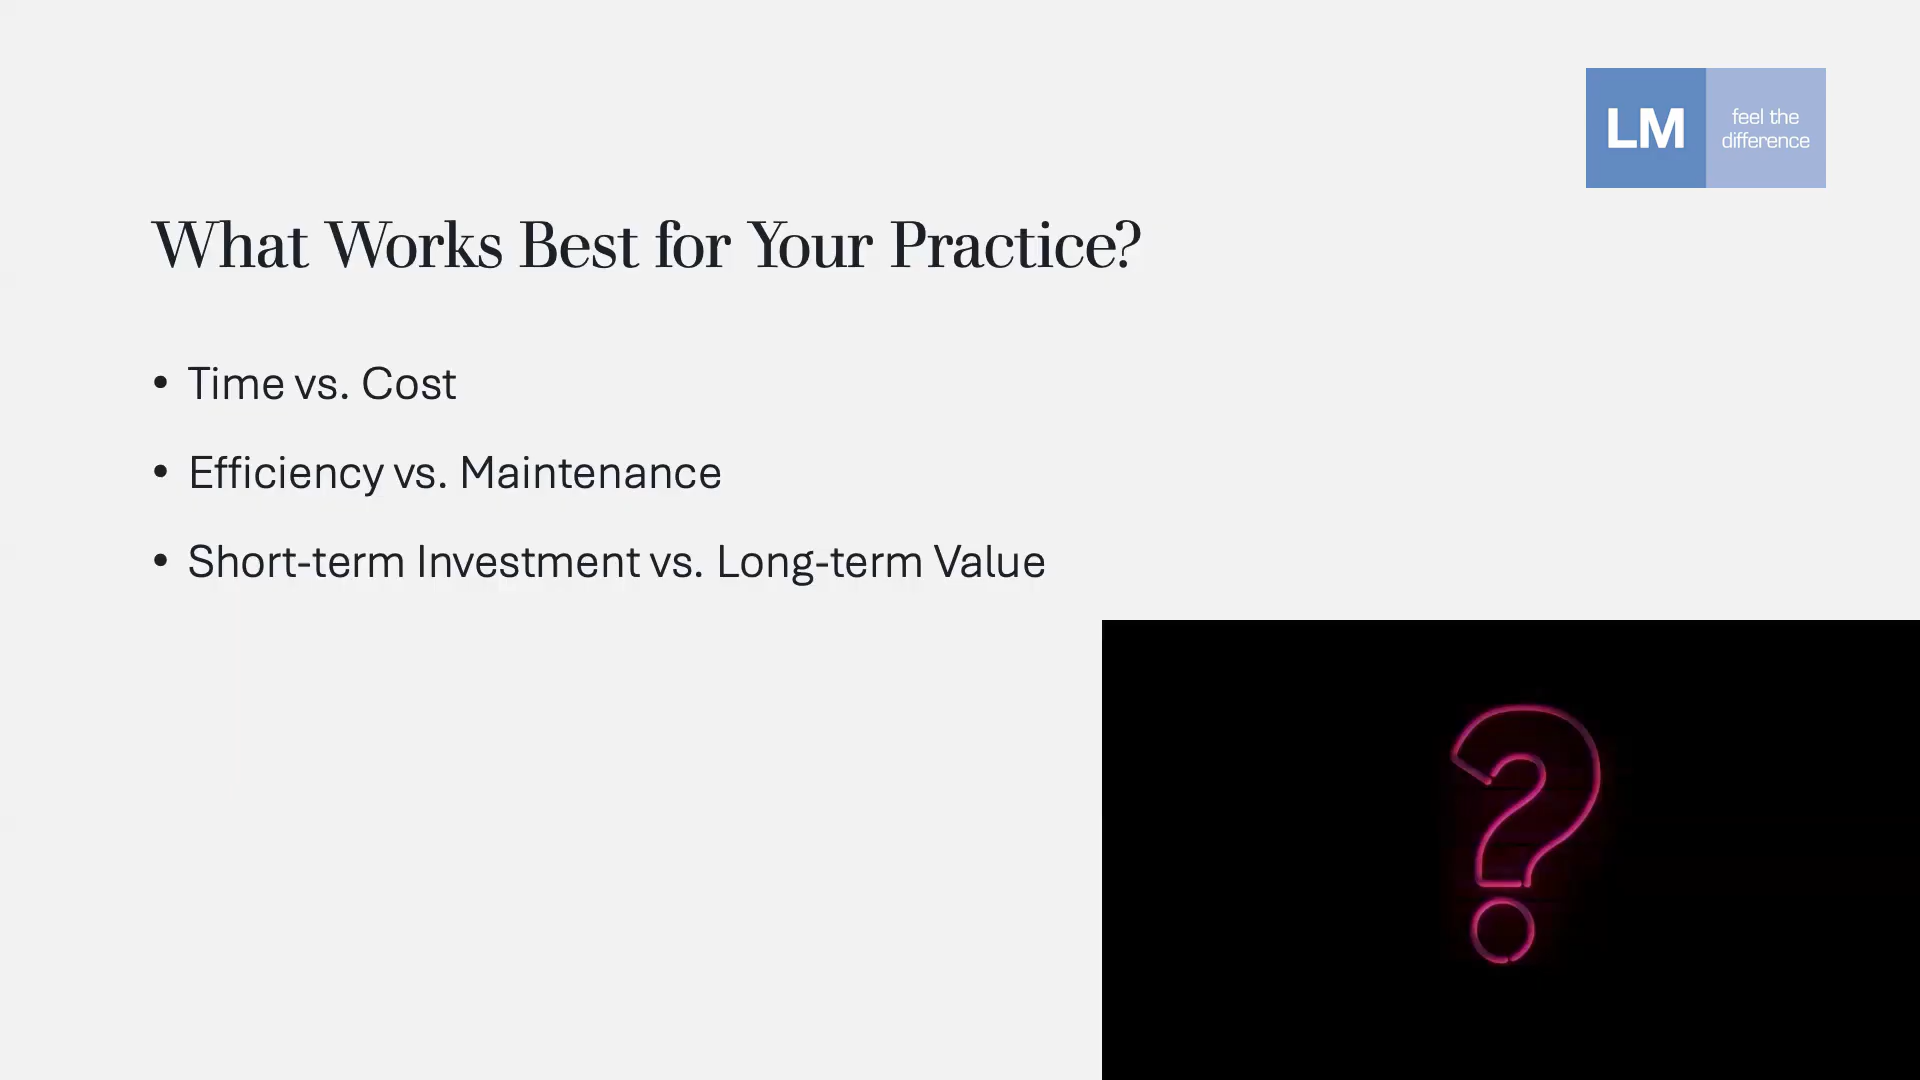 LM
feel the
difference
What Works Best for Your Practice?
• Time vs. Cost
• Efficiency vs. Maintenance
• Short-term Investment vs. Long-term Value
?